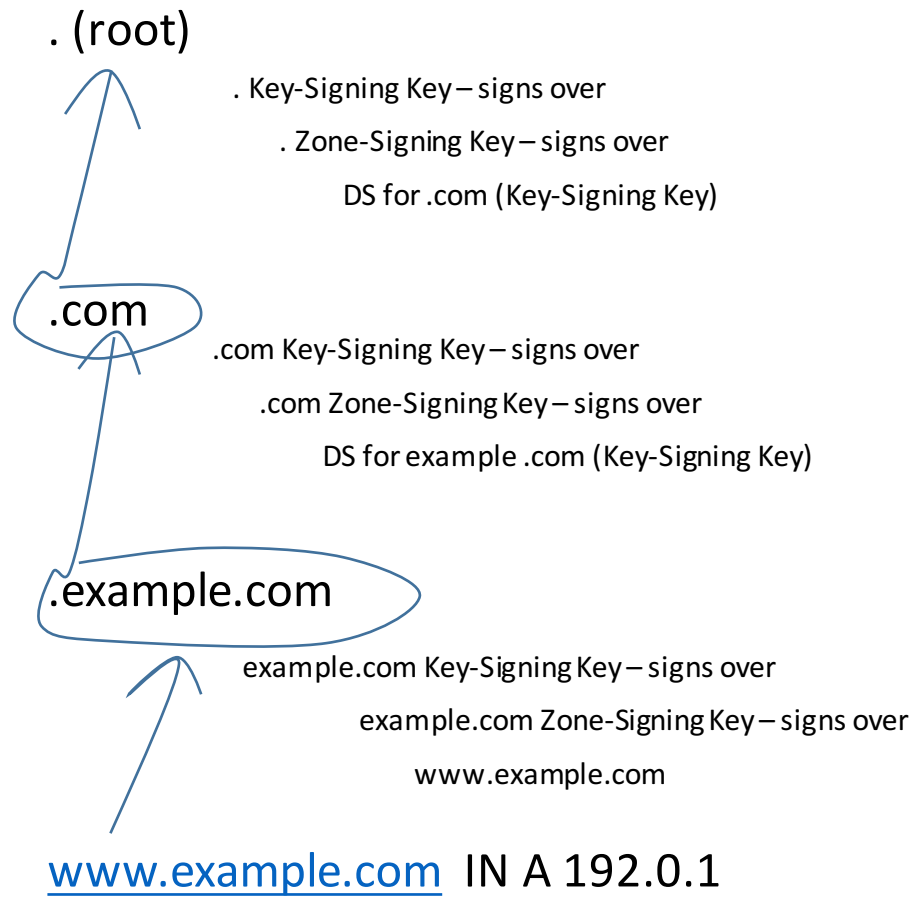 . (root)
. Key-Signing Key – signs over
. Zone-Signing Key – signs over
DS for .com (Key-Signing Key)
.com
.com Key-Signing Key – signs over
.com Zone-Signing Key – signs over
DS for example .com (Key-Signing Key)
.example.com
example.com Key-Signing Key – signs over
example.com Zone-Signing Key – signs over
www.example.com
www.example.com IN A 192.0.1